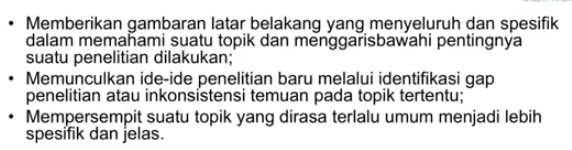 • Memberikan gambaran latar belakang yang menyeluruh dan spesifik
dalam memahami suatu topik dan menggarisbawahi pentingnya
suatu penelitian dilakukan;
• Memunculkan ide-ide penelitian baru melalui identifikasi gap
penelitian atau inkonsistensi temuan pada topik tertentu;
• Mempersempit suatu topik yang dirasa terlalu umum menjadi lebih
spesifik dan jelas.